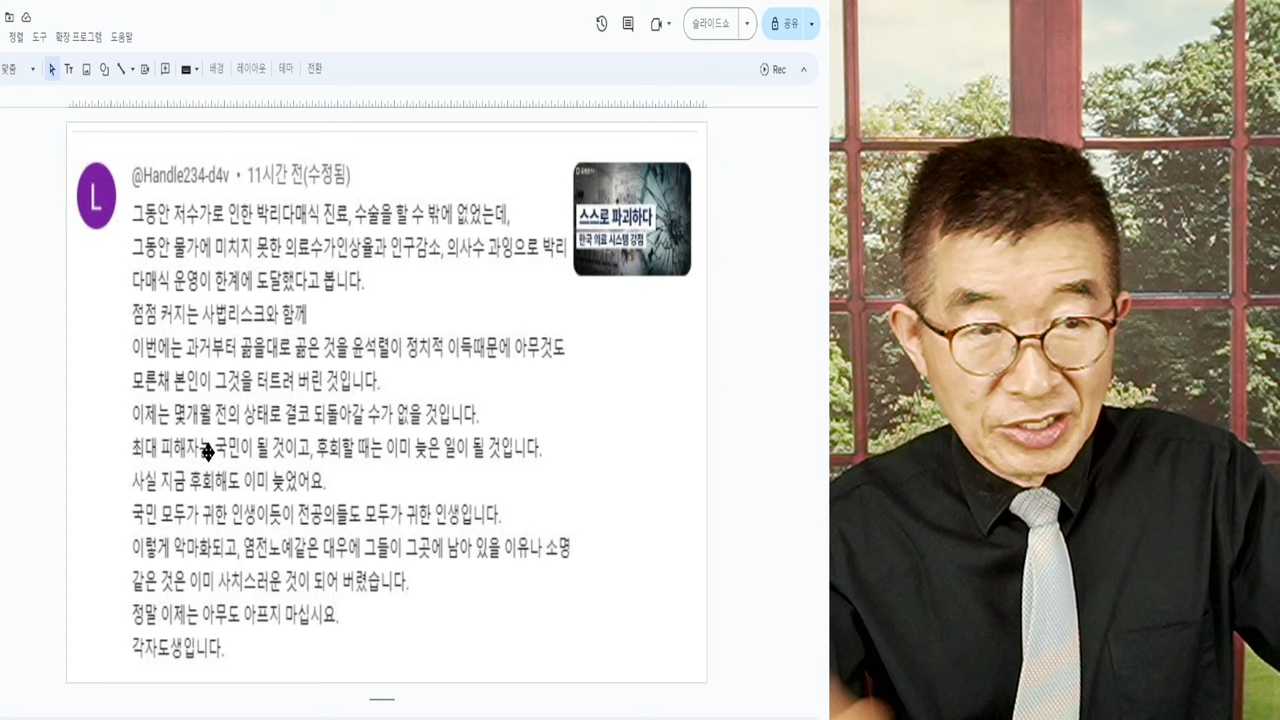 정렬 도구 확장 프로그램 도움말
슬라이드쇼
공유
맞춤
배경 레이아웃 테마 전환
Rec
L
@Handle234-d4v • 11시간 전(수정됨)
그동안 저수가로 인한 박리다매식 진료, 수술을 할 수 밖에 없었는데,
그동안 물가에 미치지 못한 의료수가인상율과 인구감소, 의사수 과잉으로 박리
다매식 운영이 한계에 도달했다고 봅니다.
점점 커지는 사법리스크와 함께
이번에는 과거부터 곪을대로 곪은 것을 윤석렬이 정치적 이득때문에 아무것도
모른채 본인이 그것을 터트려 버린 것입니다.
이제는 몇개월 전의 상태로 결코 되돌아갈 수가 없을 것입니다.
최대 피해자는 국민이 될 것이고, 후회할 때는 이미 늦은 일이 될 것입니다.
사실 지금 후회해도 이미 늦었어요.
국민 모두가 귀한 인생이듯이 전공의들도 모두가 귀한 인생입니다.
이렇게 악마화되고, 염전노예같은 대우에 그들이 그곳에 남아 있을 이유나 소명
같은 것은 이미 사치스러운 것이 되어 버렸습니다.
정말 이제는 아무도 아프지 마십시요.
각자도생입니다.
스스로 파괴하다
한국 의료 시스템 강점